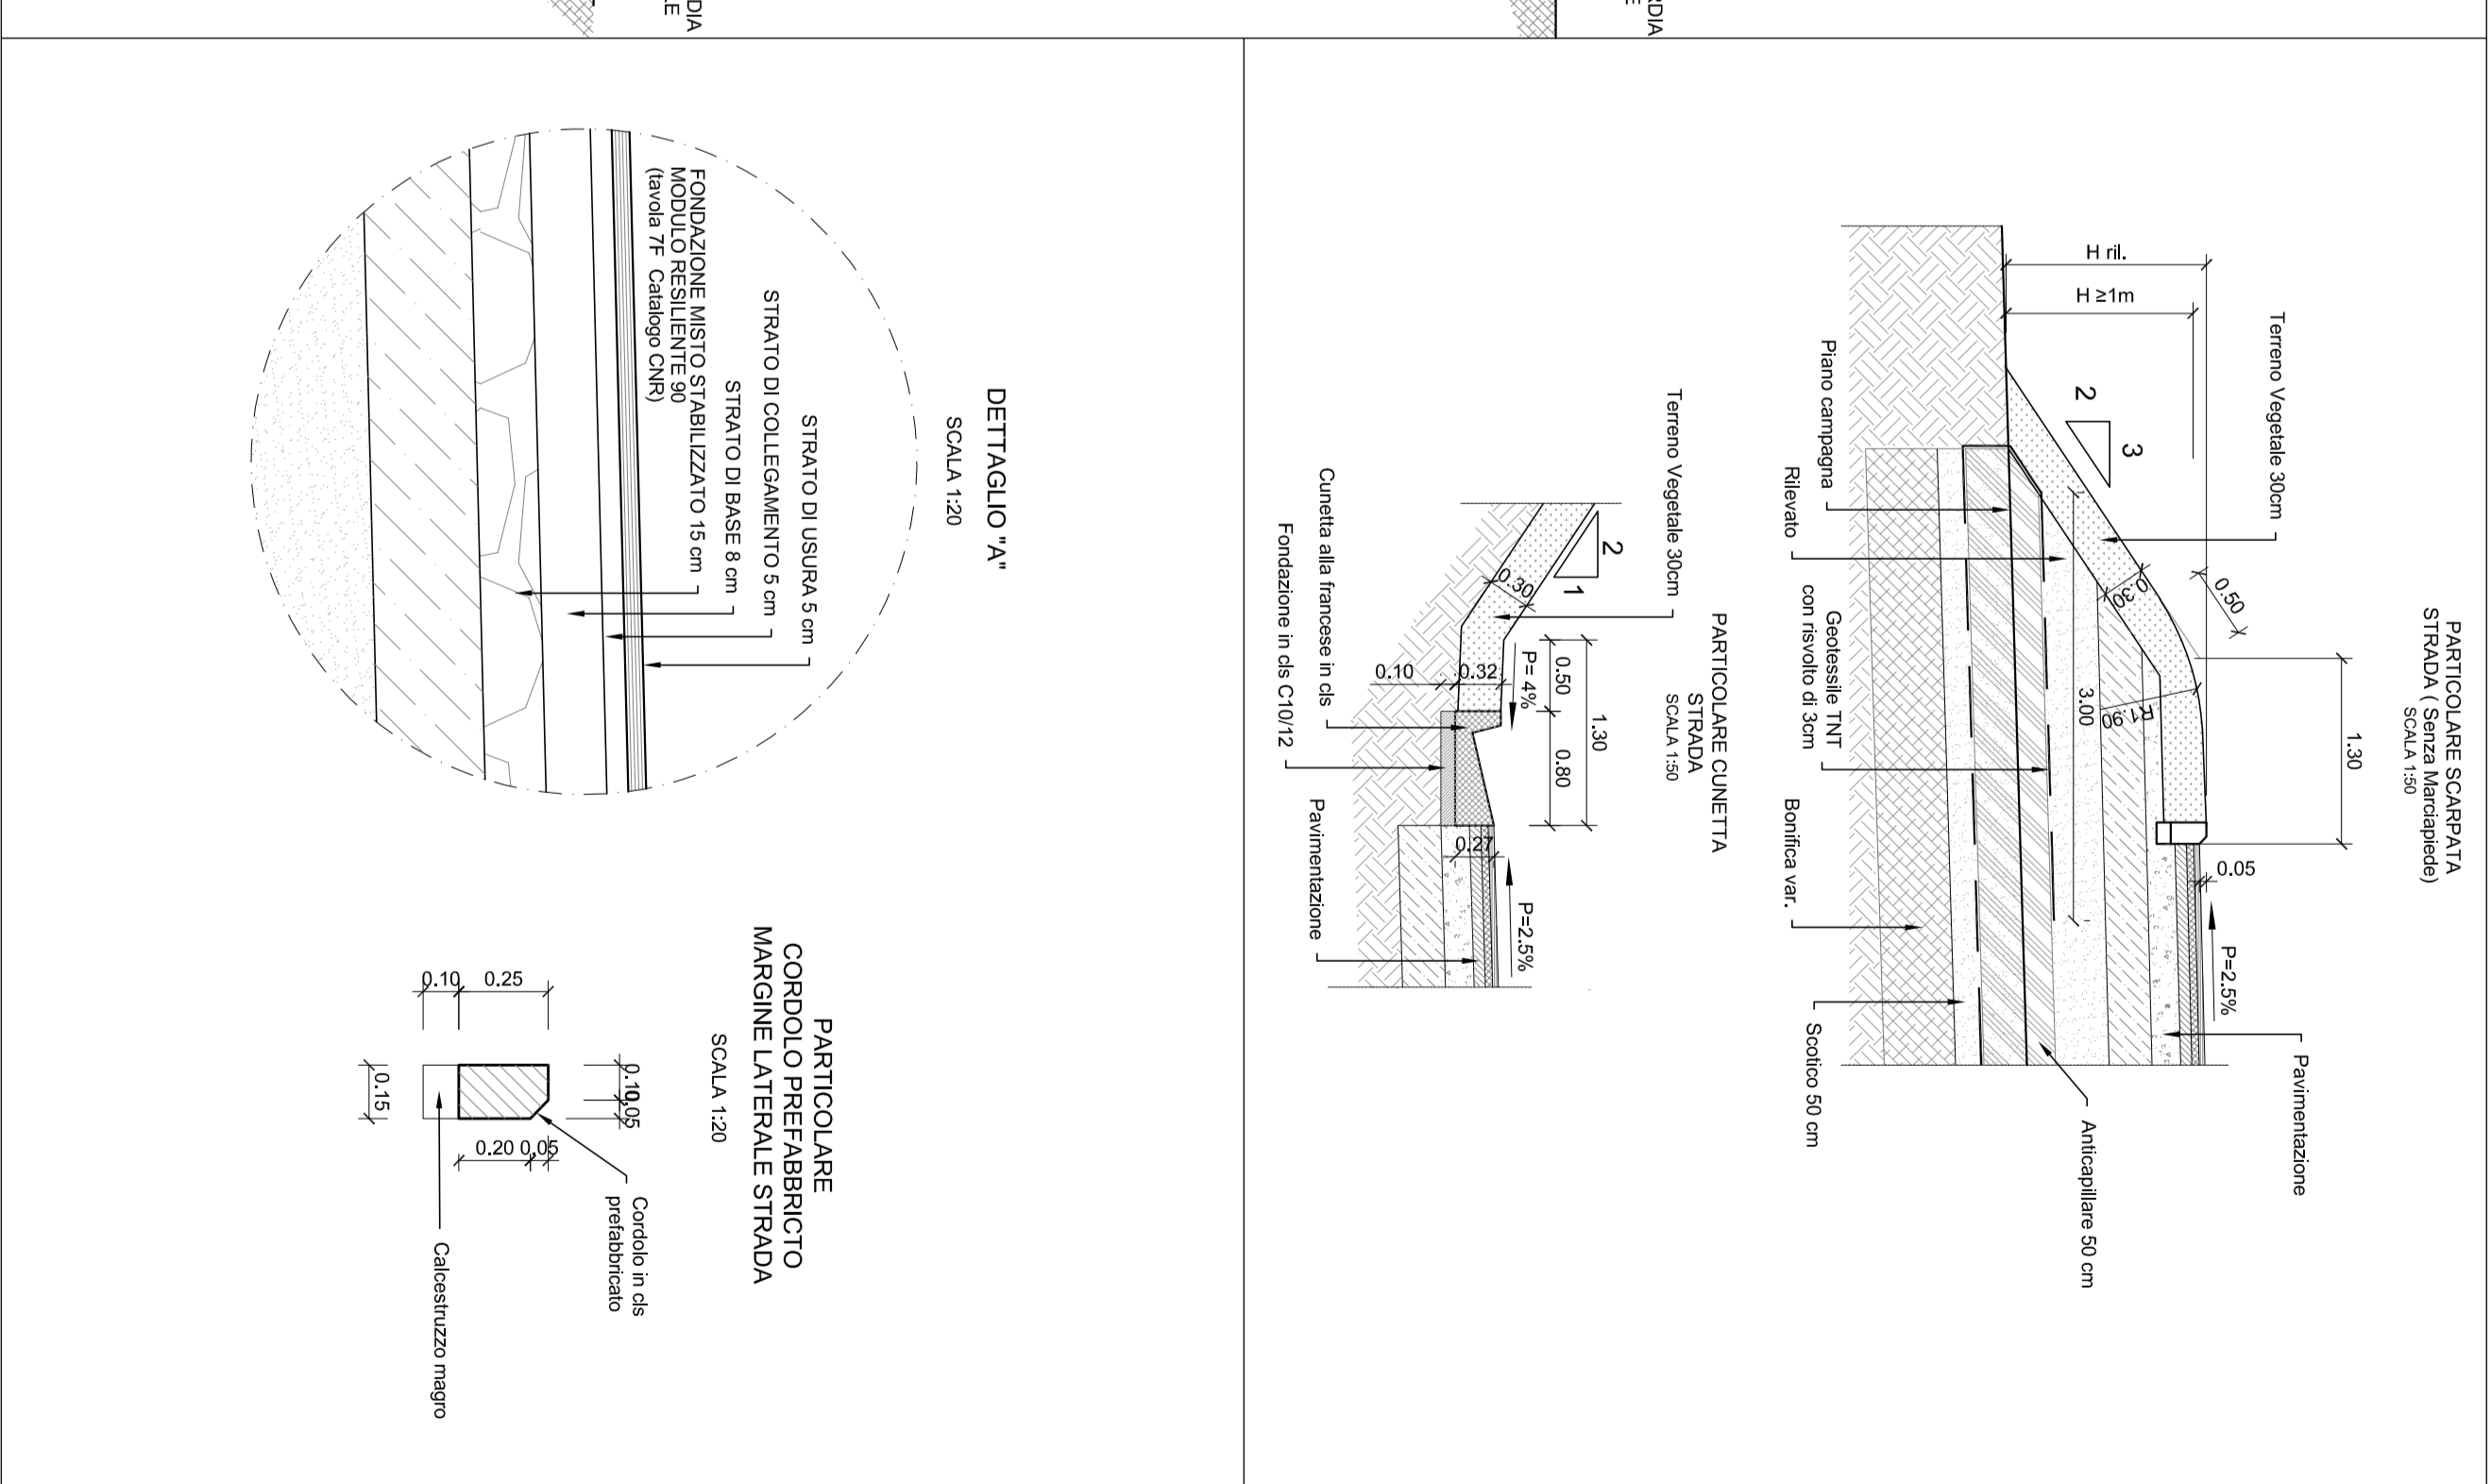 RDIA
E
DIA
LE
PARTICOLARE SCARPATA
STRADA ( Senza Marciapiede)
SCALA 1:50
1.30
0.50
0.05
P=2.5%
Pavimentazione
Terreno Vegetale 30cm
H ril.
H ≥1m
2
3
0.30
R1.90
3.00
Piano campagna
Rilevato
Geotessile TNT
con risvolto di 3cm
Bonifica var.
Scotico 50 cm
Anticapillare 50 cm
PARTICOLARE CUNETTA
STRADA
SCALA 1:50
Terreno Vegetale 30cm
2
1
0.30
1.30
0.50
0.80
P= 4%
P=2.5%
0.10
0.32
0.27
Cunetta alla francese in cls
Fondazione in cls C10/12
Pavimentazione
DETTAGLIO "A"
SCALA 1:20
STRATO DI USURA 5 cm
STRATO DI COLLEGAMENTO 5 cm
STRATO DI BASE 8 cm
FONDAZIONE MISTO STABILIZZATO 15 cm
MODULO RESILIENTE 90
(tavola 7F Catalogo CNR)
PARTICOLARE
CORDOLO PREFABBRICTO
MARGINE LATERALE STRADA
SCALA 1:20
0.10
0.25
0.10
0.05
0.20
0.05
0.15
Cordolo in cls
prefabbricato
Calcestruzzo magro